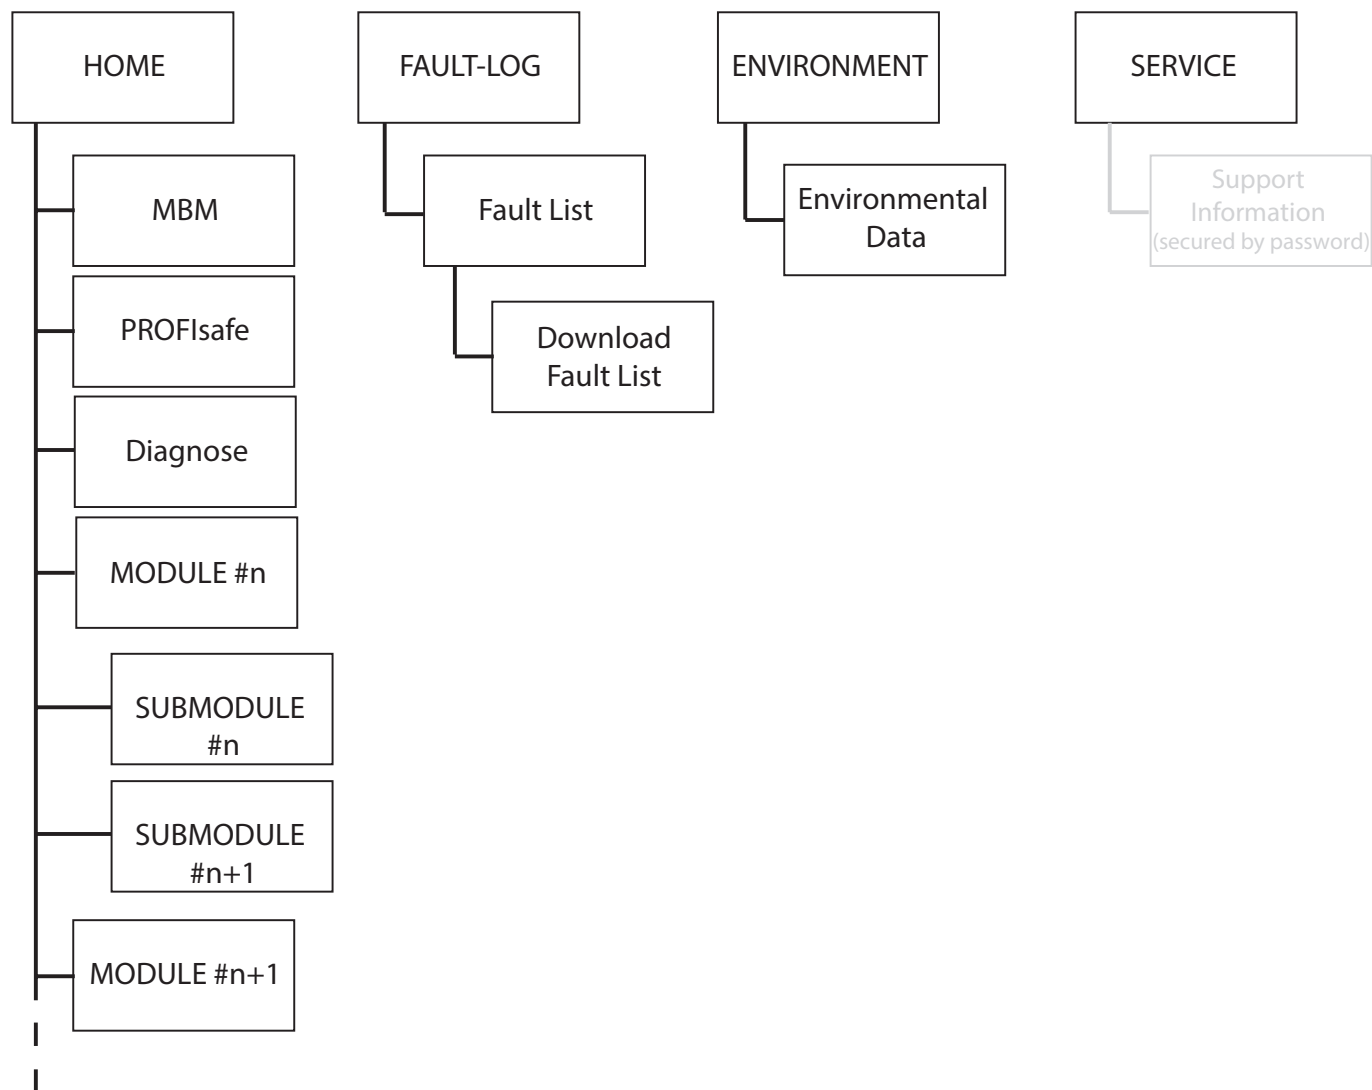 HOME
MBM
PROFIsafe
Diagnose
MODULE #n
SUBMODULE
#n
SUBMODULE
#n+1
MODULE #n+1
FAULT-LOG
Fault List
Download
Fault List
ENVIRONMENT
Environmental
Data
SERVICE
Support
Information
(secured by password)